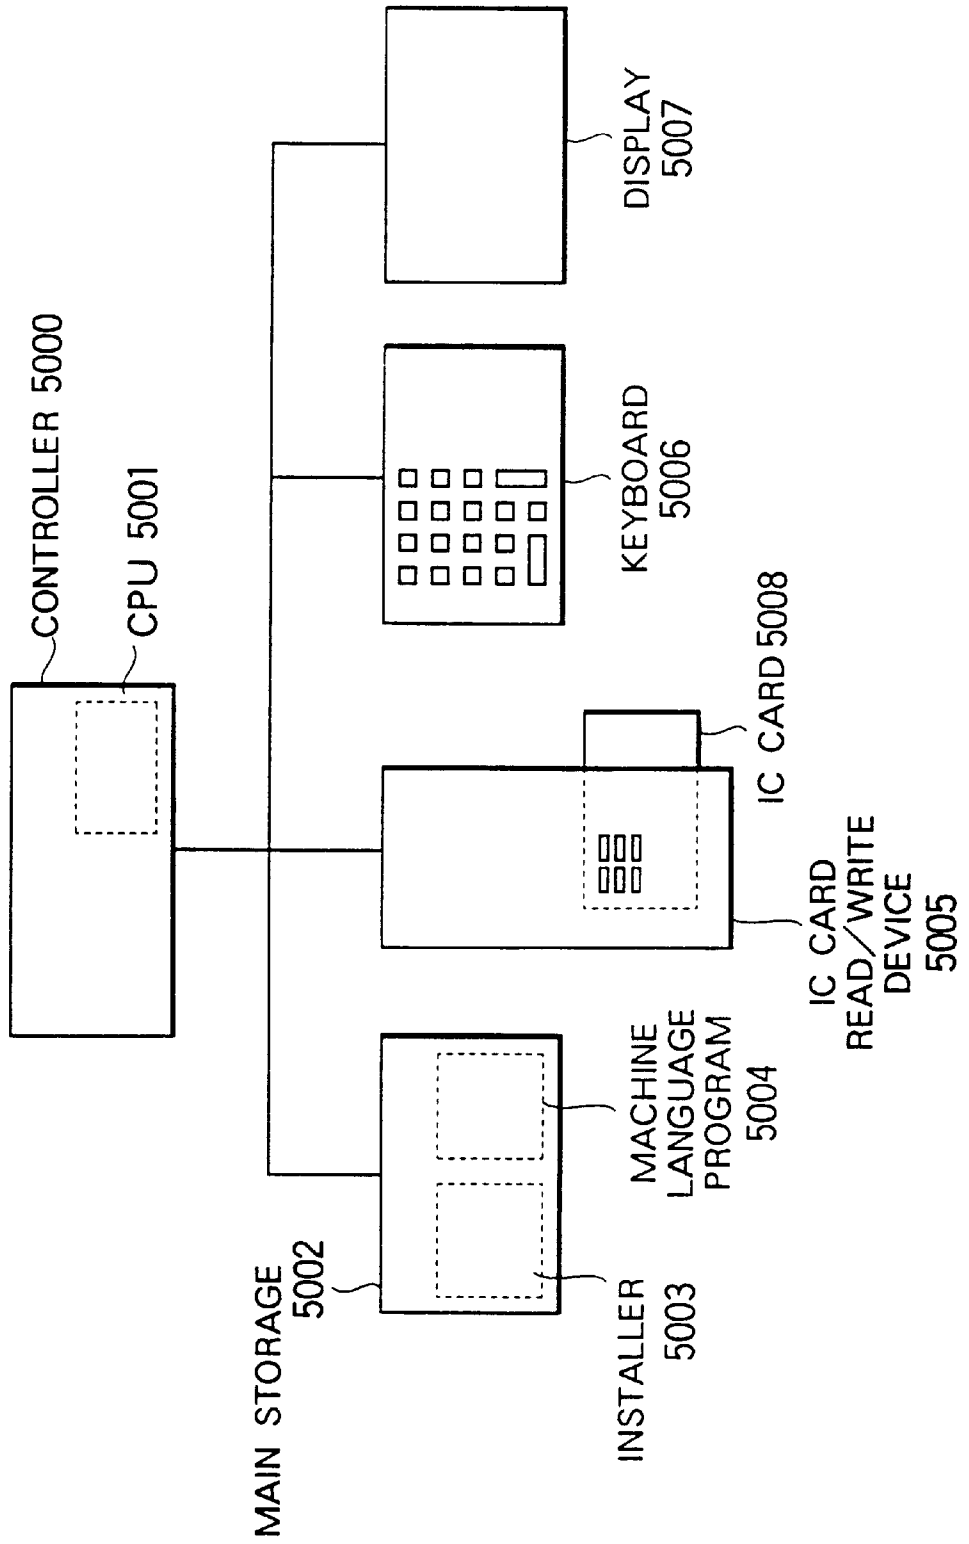 CONTROLLER 5000
CPU 5001
MAIN STORAGE
5002
INSTALLER
5003
MACHINE
LANGUAGE
PROGRAM
5004
IC CARD
READ/WRITE
DEVICE
5005
IC CARD 5008
KEYBOARD
5006
DISPLAY
5007